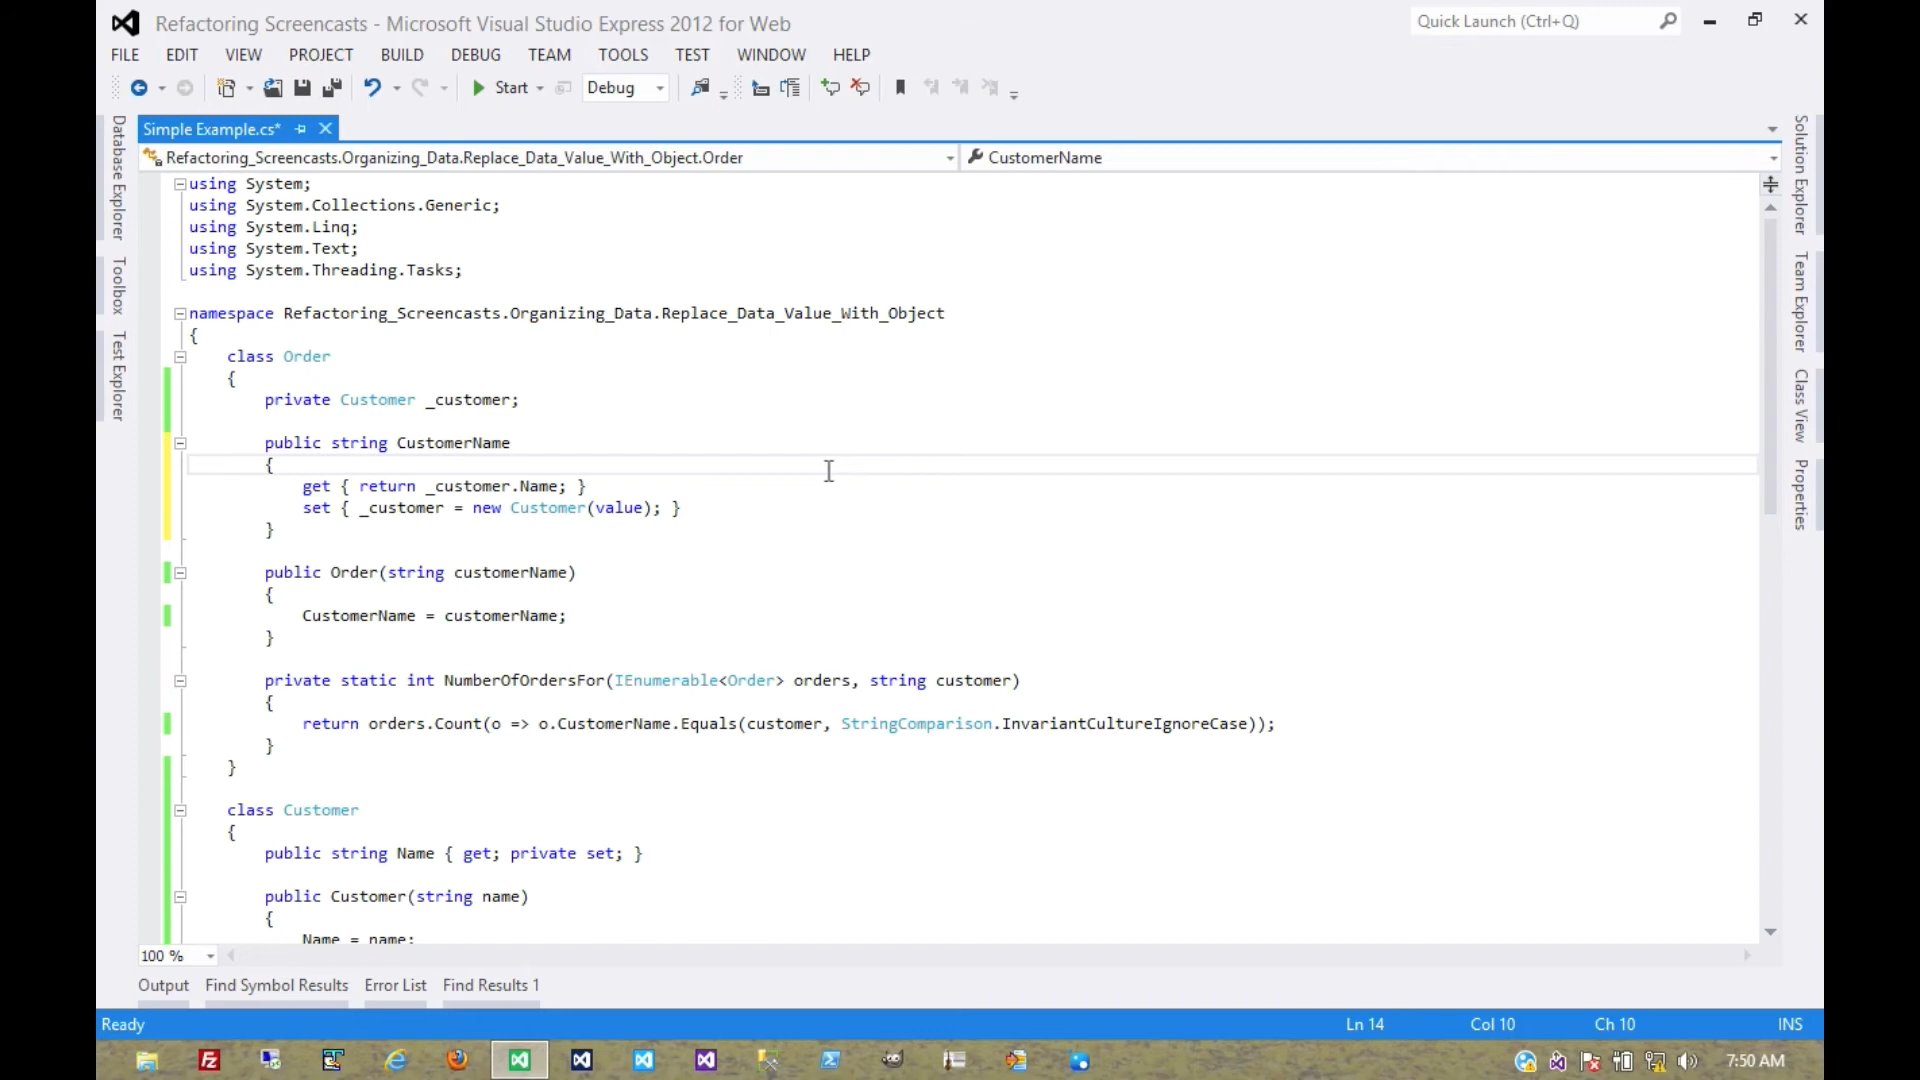 Refactoring Screencasts - Microsoft Visual Studio Express 2012 for Web
Quick Launch (Ctrl+Q)
FILE EDIT VIEW PROJECT BUILD DEBUG TEAM TOOLS TEST WINDOW HELP
Start Debug
Simple Example.cs*
Refactoring_Screencasts.Organizing_Data.Replace_Data_Value_With_Object.Order
CustomerName
Database Explorer
Toolbox
Test Explorer
using System;
using System.Collections.Generic;
using System.Linq;
using System.Text;
using System.Threading.Tasks;
namespace Refactoring_Screencasts.Organizing_Data.Replace_Data_Value_With_Object
{
class Order
{
private Customer _customer;
public string CustomerName
{
get { return _customer.Name; }
set { _customer = new Customer(value); }
}
public Order(string customerName)
{
CustomerName = customerName;
}
private static int NumberOfOrdersFor(IEnumerable<Order> orders, string customer)
{
return orders.Count(o => o.CustomerName.Equals(customer, StringComparison.InvariantCultureIgnoreCase));
}
}
class Customer
{
public string Name { get; private set; }
public Customer(string name)
{
Name = name;
Solution Explorer
Team Explorer
Class View
Properties
100 %
Output Find Symbol Results Error List Find Results 1
Ready Ln 14 Col 10 Ch 10 INS
7:50 AM